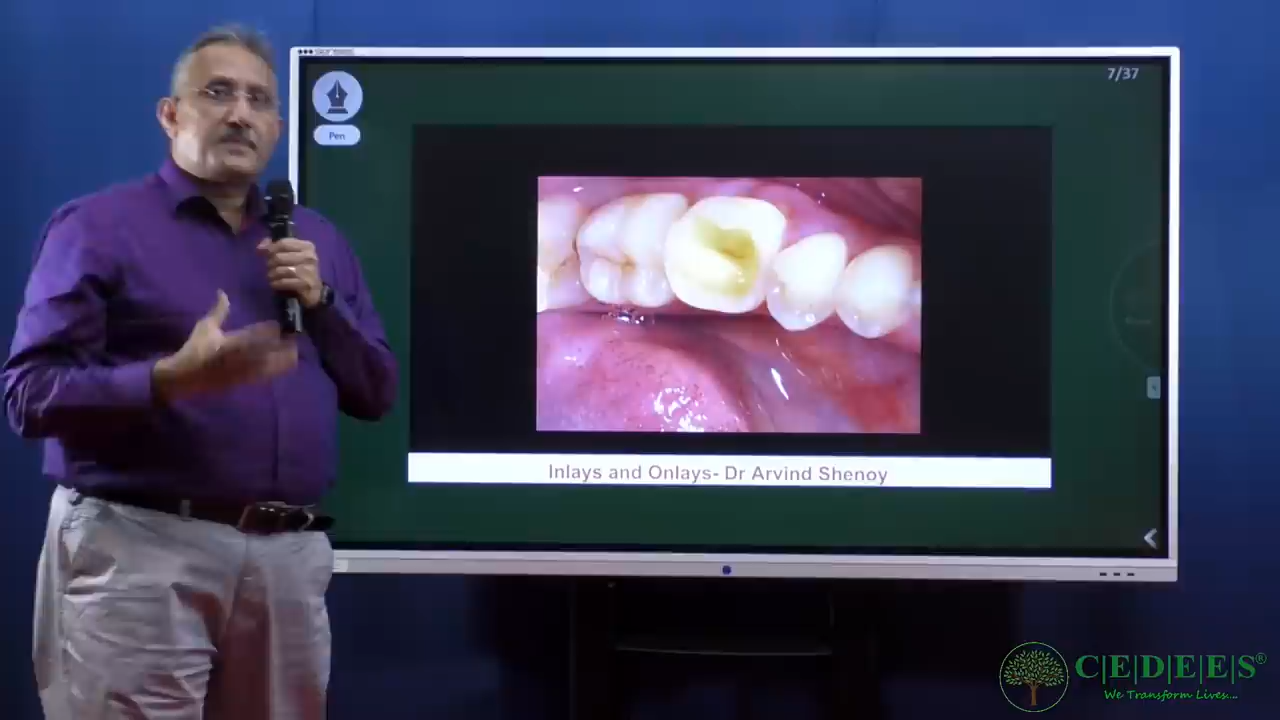 7/37
Pen
Inlays and Onlays- Dr Arvind Shenoy
C|E|D|E|E|S®
We Transform Lives...